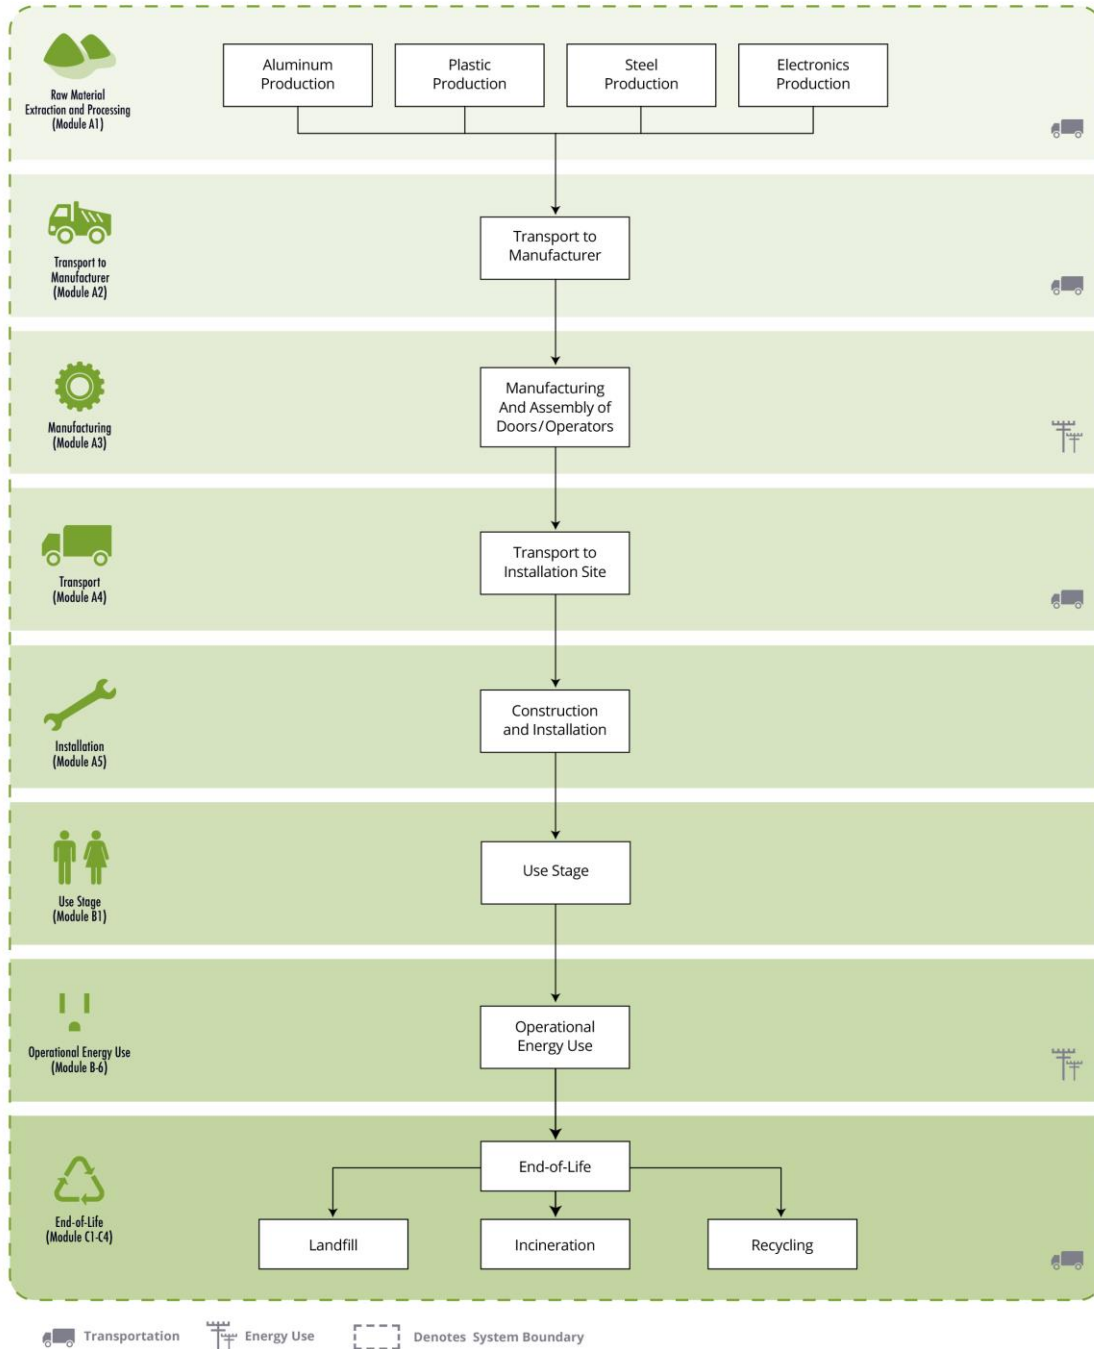 Raw Material
Extraction and Processing
(Module A1)
Aluminum
Production
Plastic
Production
Steel
Production
Electronics
Production
Transport to
Manufacturer
(Module A2)
Transport to
Manufacturer
Manufacturing
(Module A3)
Manufacturing
And Assembly of
Doors/Operators
Transport
(Module A4)
Transport to
Installation Site
Installation
(Module A5)
Construction
and Installation
Use Stage
(Module B1)
Use Stage
Operational Energy Use
(Module B-6)
Operational
Energy Use
End-of-Life
(Module C1-C4)
End-of-Life
Landfill
Incineration
Recycling
Transportation
Energy Use
Denotes System Boundary